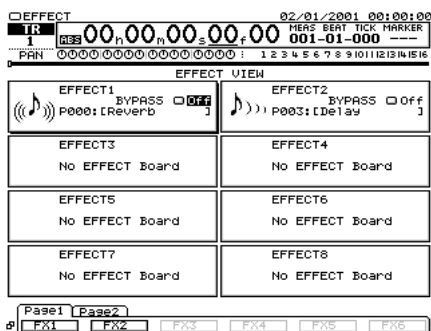 EFFECT 02/01/2001 00:00:00
TR 1 ABS 00h00m00s00f00 MEAS BEAT TICK MARKER
001-01-000 ---
PAN 1 2 3 4 5 6 7 8 9 10 11 12 13 14 15 16
EFFECT VIEW
EFFECT1 EFFECT2
BYPASS Off BYPASS Off
P000:[Reverb ] P003:[Delay ]
EFFECT3 EFFECT4
No EFFECT Board No EFFECT Board
EFFECT5 EFFECT6
No EFFECT Board No EFFECT Board
EFFECT7 EFFECT8
No EFFECT Board No EFFECT Board
Page1 Page2
FX1 FX2 FX3 FX4 FX5 FX6